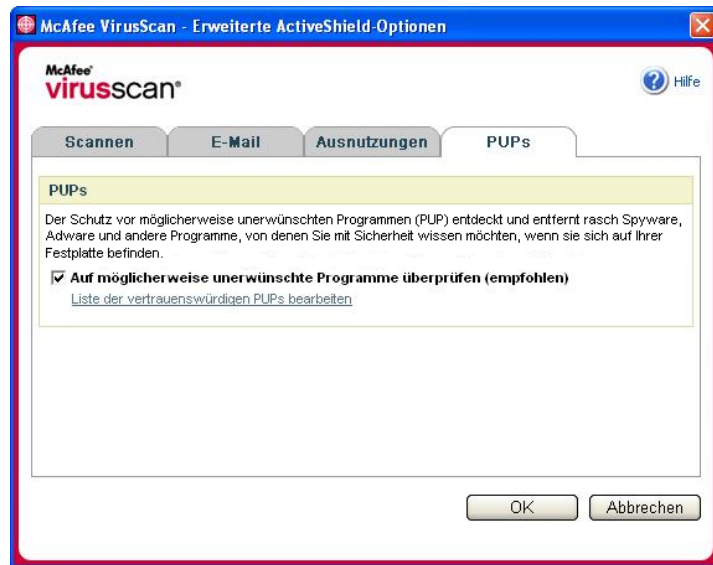 McAfee VirusScan - Erweiterte ActiveShield-Optionen
McAfee®
virusscan®
Hilfe
Scannen
E-Mail
Ausnutzungen
PUPs
PUPs
Der Schutz vor möglicherweise unerwünschten Programmen (PUP) entdeckt und entfernt rasch Spyware,
Adware und andere Programme, von denen Sie mit Sicherheit wissen möchten, wenn sie sich auf Ihrer
Festplatte befinden.
Auf möglicherweise unerwünschte Programme überprüfen (empfohlen)
Liste der vertrauenswürdigen PUPs bearbeiten
OK
Abbrechen